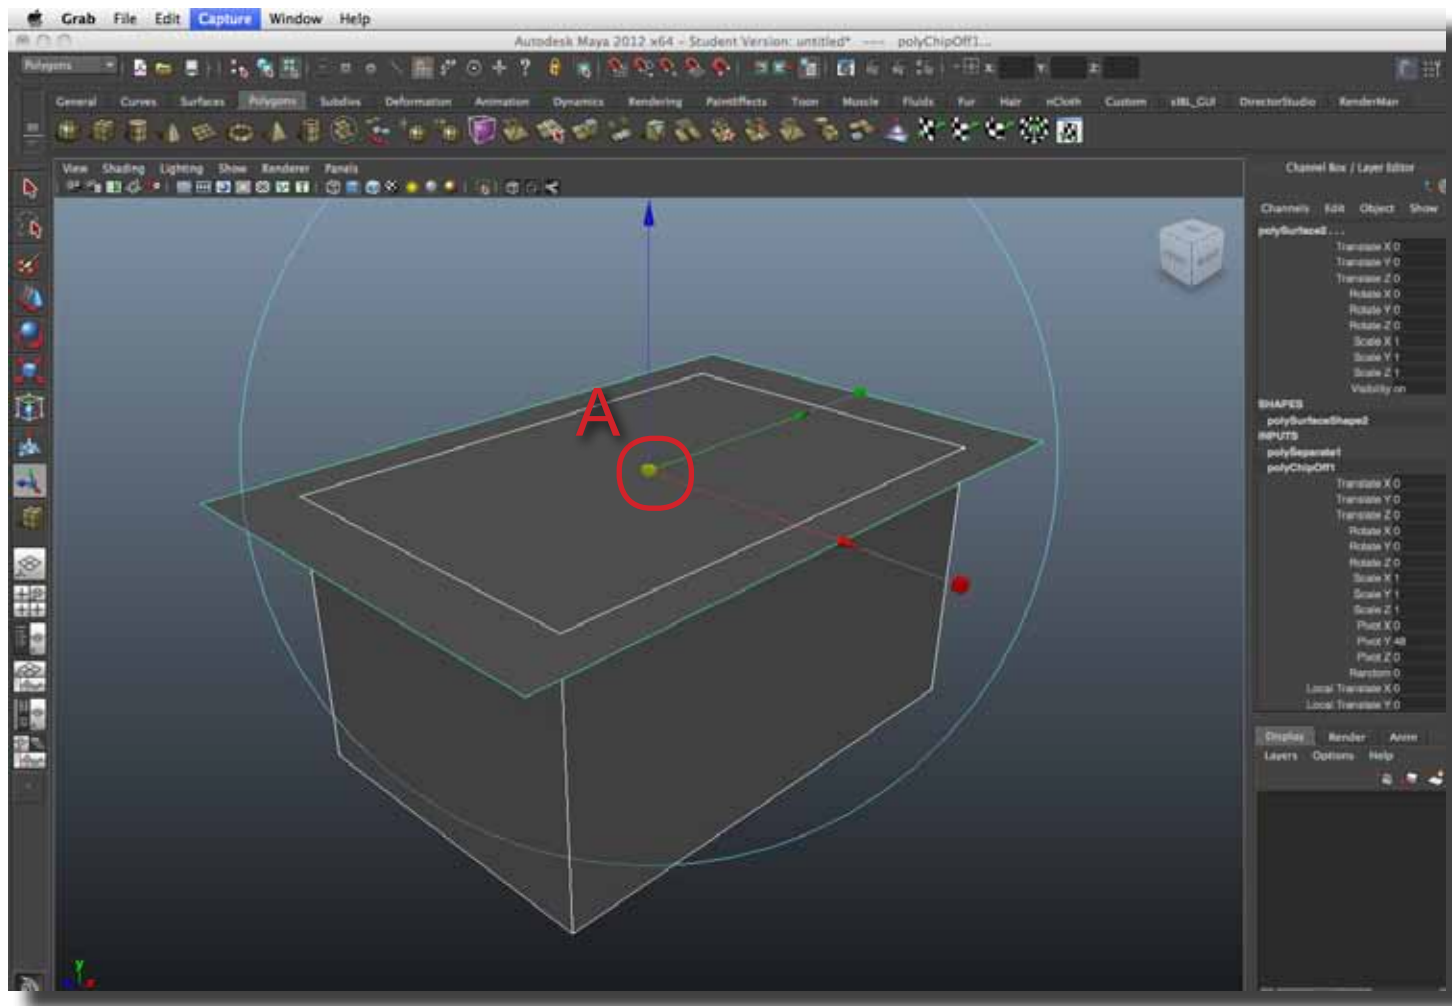 Grab File Edit Capture Window Help
Autodesk Maya 2012 x64 - Student Version: untitled* --- polyChipOff1...
Polygons
X: Y: Z:
General Curves Surfaces Polygons Subdivs Deformation Animation Dynamics Rendering PaintEffects Toon Muscle Fluids Fur Hair nCloth Custom sIBL_GUI DirectorStudio RenderMan
View Shading Lighting Show Renderer Panels
Channel Box / Layer Editor
Channels Edit Object Show
polySurface2 . . .
Translate X 0
Translate Y 0
Translate Z 0
Rotate X 0
Rotate Y 0
Rotate Z 0
Scale X 1
Scale Y 1
Scale Z 1
Visibility on
SHAPES
polySurfaceShape2
INPUTS
polySeparate1
polyChipOff1
Translate X 0
Translate Y 0
Translate Z 0
Rotate X 0
Rotate Y 0
Rotate Z 0
Scale X 1
Scale Y 1
Scale Z 1
Pivot X 0
Pivot Y 48
Pivot Z 0
Random 0
Local Translate X 0
Local Translate Y 0
A
Display Render Anim
Layers Options Help
y